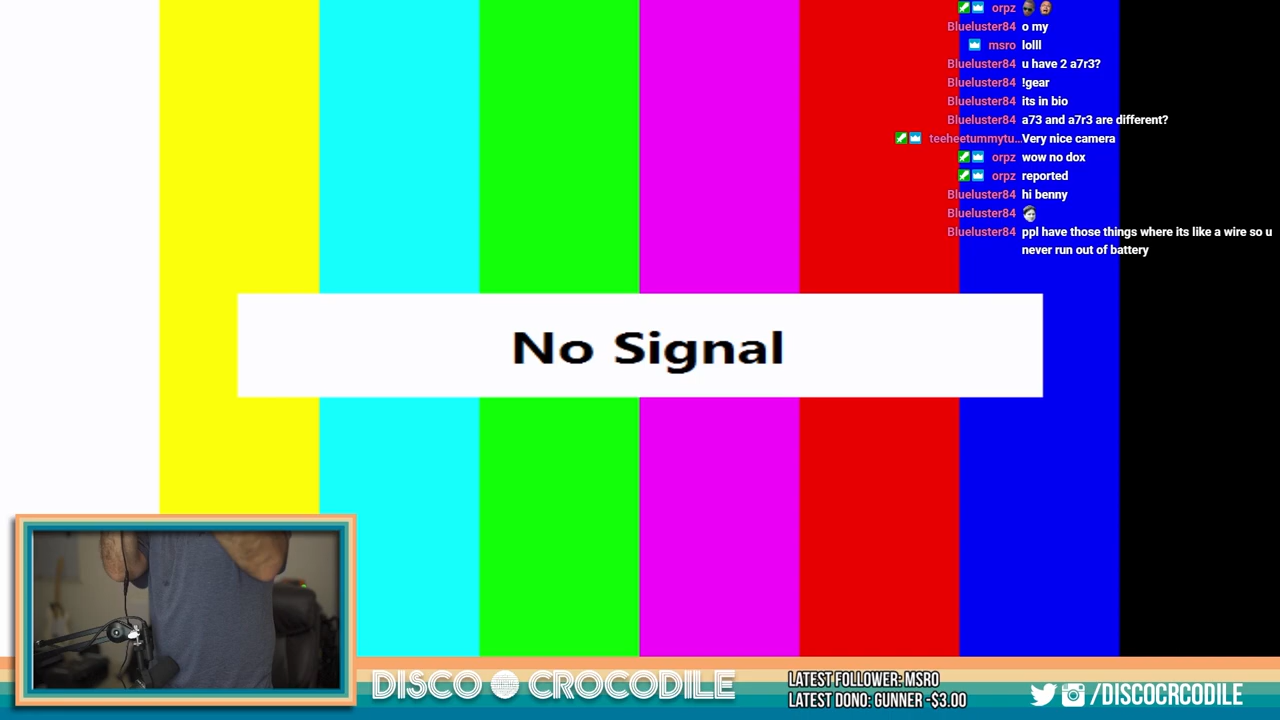 orpz
Blueluster84 o my
msro lolll
Blueluster84 u have 2 a7r3?
Blueluster84 !gear
Blueluster84 its in bio
Blueluster84 a73 and a7r3 are different?
teeheetummytu... Very nice camera
orpz wow no dox
orpz reported
Blueluster84 hi benny
Blueluster84
Blueluster84 ppl have those things where its like a wire so u
never run out of battery
No Signal
DISCO CROCODILE
LATEST FOLLOWER: MSRO
LATEST DONO: GUNNER -$3.00
/DISCOCRCODILE